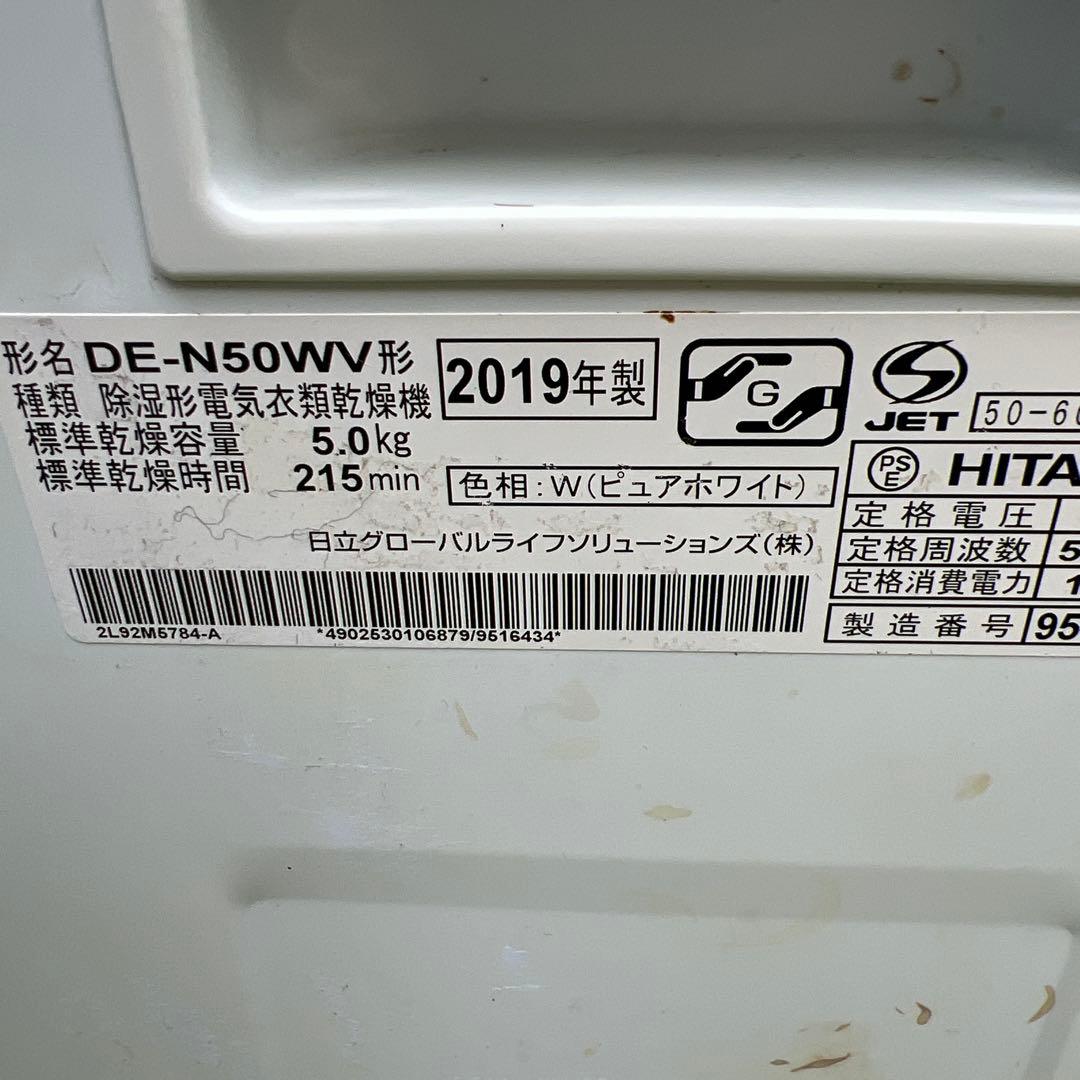 形名 DE-N50WV形
2019年製
種類 除湿形電気衣類乾燥機
標準乾燥容量 5.0kg
標準乾燥時間 215min
色相:W(ピュアホワイト)
日立グローバルライフソリューションズ(株)
2L92M5784-A *4902530106879/9516434*
G
S
JET
50-60
PS
E
HITA
定格電圧
定格周波数 5
定格消費電力 1
製造番号 95